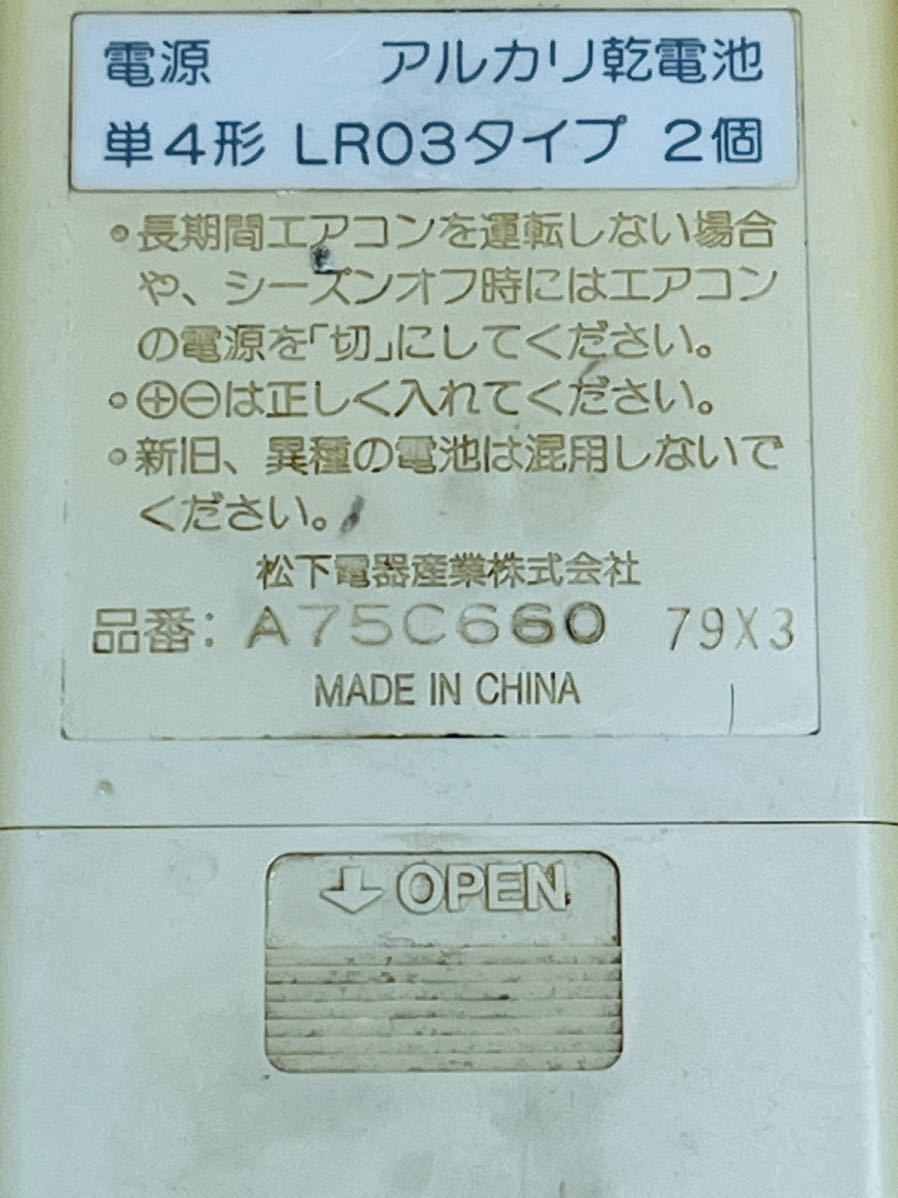 電源 アルカリ乾電池
単4形 LR03タイプ 2個
•長期間エアコンを運転しない場合
や、シーズンオフ時にはエアコン
の電源を「切」にしてください。
•⊕⊖は正しく入れてください。
•新旧、異種の電池は混用しないで
ください。
松下電器産業株式会社
品番: A75C660 79X3
MADE IN CHINA
↓OPEN